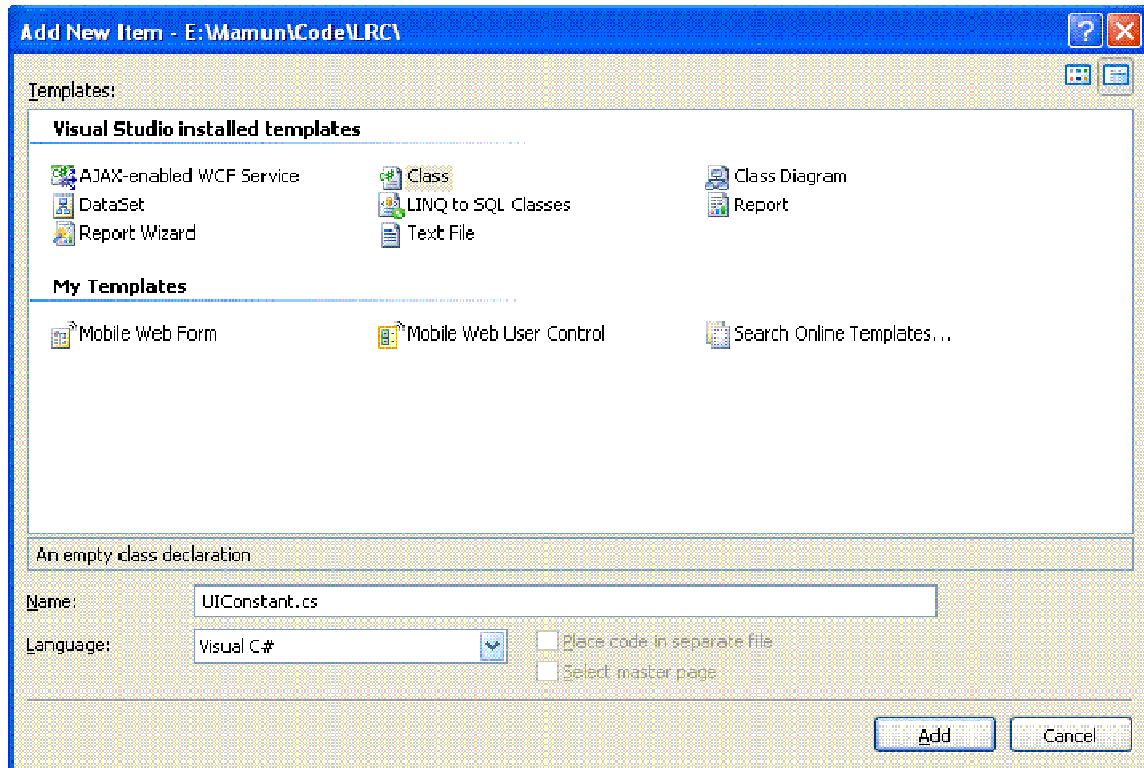 Add New Item - E:\Mamun\Code\LRC\
Templates:
Visual Studio installed templates
AJAX-enabled WCF Service
Class
Class Diagram
DataSet
LINQ to SQL Classes
Report
Report Wizard
Text File
My Templates
Mobile Web Form
Mobile Web User Control
Search Online Templates...
An empty class declaration
Name:
UIConstant.cs
Language:
Visual C#
Place code in separate file
Select master page
Add
Cancel